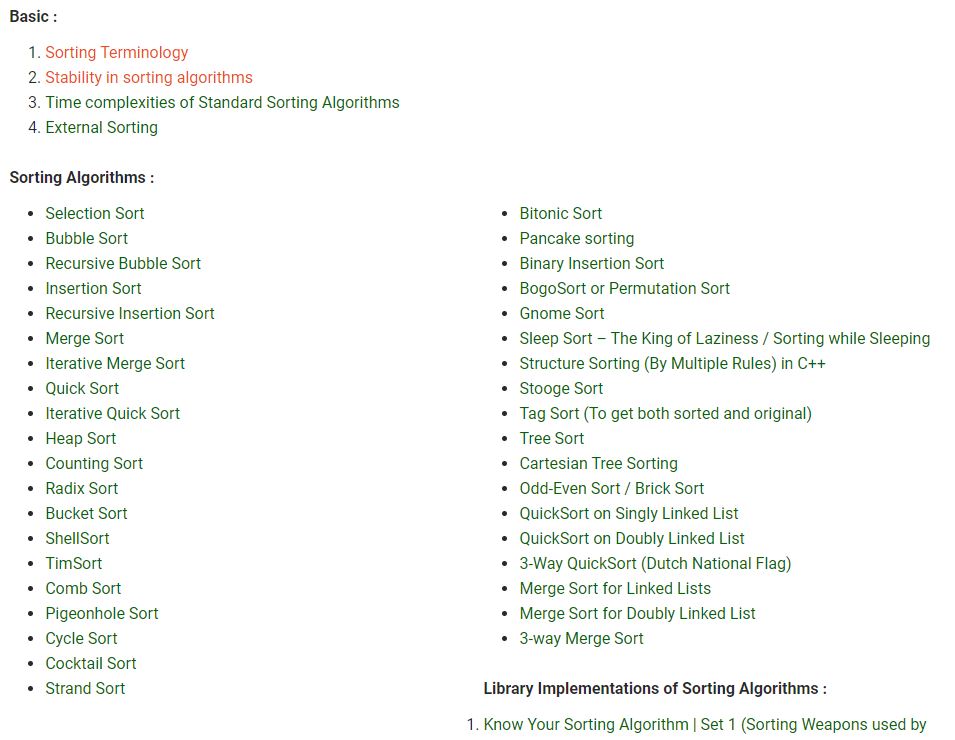 Basic :
1. Sorting Terminology
2. Stability in sorting algorithms
3. Time complexities of Standard Sorting Algorithms
4. External Sorting
Sorting Algorithms :
• Selection Sort
• Bubble Sort
• Recursive Bubble Sort
• Insertion Sort
• Recursive Insertion Sort
• Merge Sort
• Iterative Merge Sort
• Quick Sort
• Iterative Quick Sort
• Heap Sort
• Counting Sort
• Radix Sort
• Bucket Sort
• ShellSort
• TimSort
• Comb Sort
• Pigeonhole Sort
• Cycle Sort
• Cocktail Sort
• Strand Sort
• Bitonic Sort
• Pancake sorting
• Binary Insertion Sort
• BogoSort or Permutation Sort
• Gnome Sort
• Sleep Sort – The King of Laziness / Sorting while Sleeping
• Structure Sorting (By Multiple Rules) in C++
• Stooge Sort
• Tag Sort (To get both sorted and original)
• Tree Sort
• Cartesian Tree Sorting
• Odd-Even Sort / Brick Sort
• QuickSort on Singly Linked List
• QuickSort on Doubly Linked List
• 3-Way QuickSort (Dutch National Flag)
• Merge Sort for Linked Lists
• Merge Sort for Doubly Linked List
• 3-way Merge Sort
Library Implementations of Sorting Algorithms :
1. Know Your Sorting Algorithm | Set 1 (Sorting Weapons used by